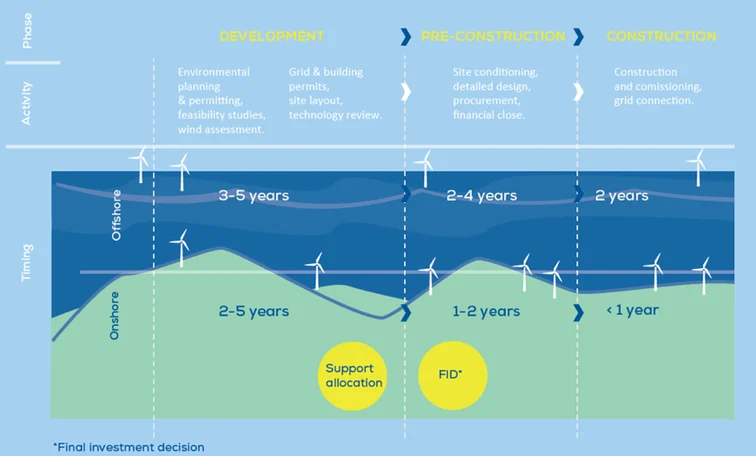 Phase
DEVELOPMENT
PRE-CONSTRUCTION
CONSTRUCTION
Activity
Environmental
planning
& permitting,
feasibility studies,
wind assessment.
Grid & building
permits,
site layout,
technology review.
Site conditioning,
detailed design,
procurement,
financial close.
Construction
and comissioning,
grid connection.
Timing
Offshore
3-5 years
2-4 years
2 years
Onshore
2-5 years
1-2 years
< 1 year
Support
allocation
FID*
*Final investment decision